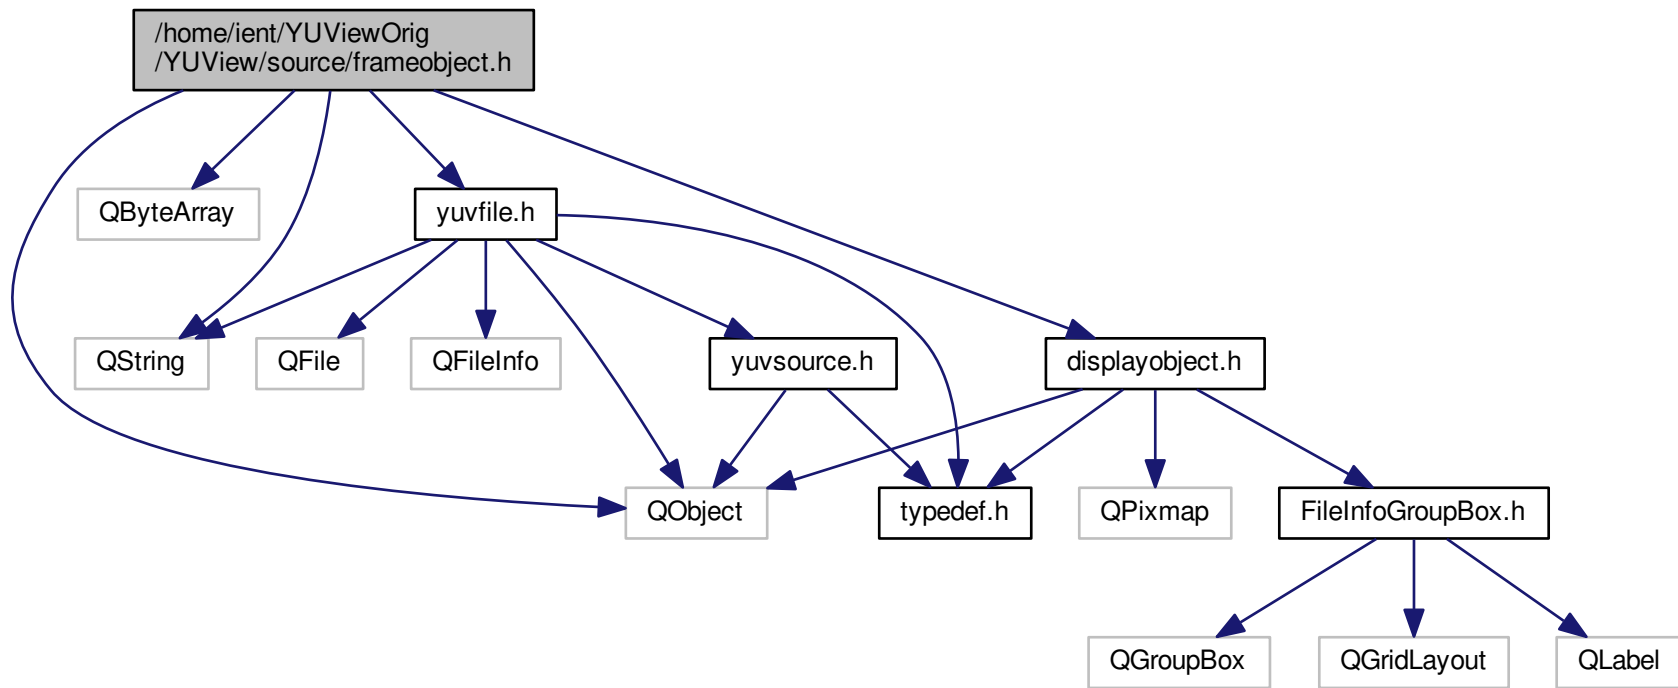 /home/ient/YUViewOrig
/YUView/source/frameobject.h
QByteArray
yuvfile.h
QString
QFile
QFileInfo
yuvsource.h
displayobject.h
QObject
typedef.h
QPixmap
FileInfoGroupBox.h
QGroupBox
QGridLayout
QLabel